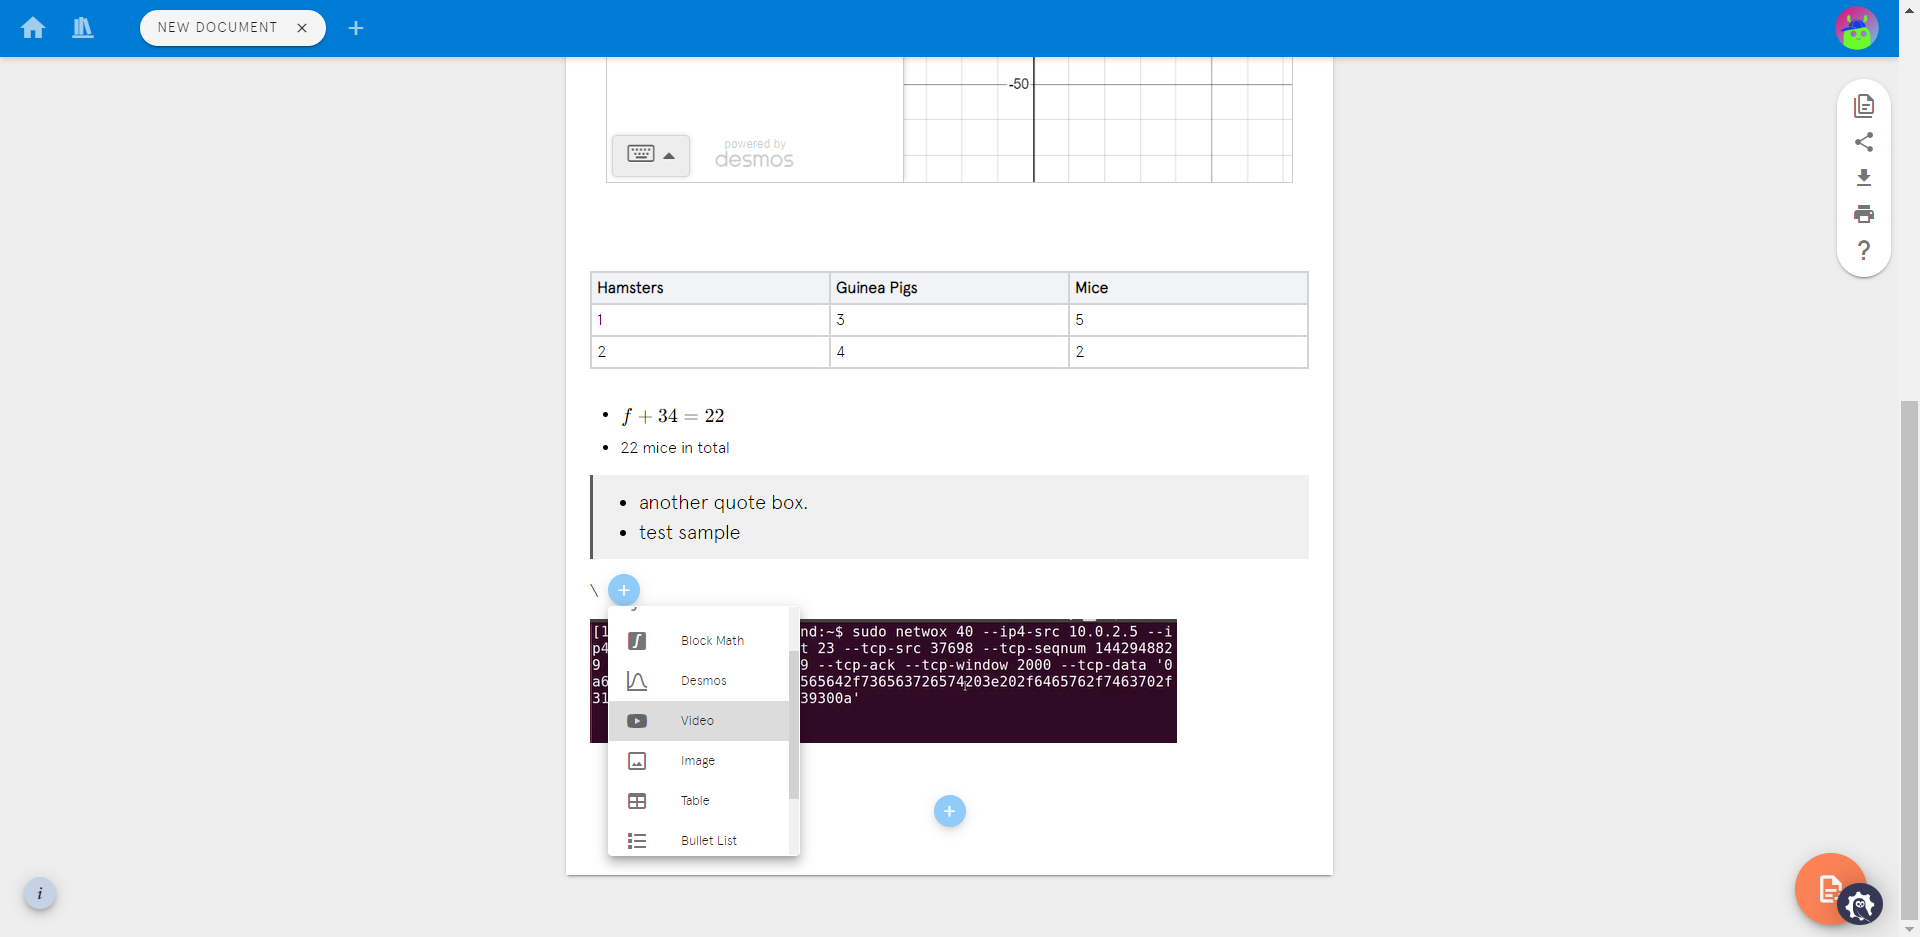 NEW DOCUMENT
-50
powered by
desmos
Hamsters Guinea Pigs Mice
1 3 5
2 4 2
f + 34 = 22
22 mice in total
another quote box.
test sample
\
Block Math
Desmos
Video
Image
Table
Bullet List
[1
nd:~$ sudo netwox 40 --ip4-src 10.0.2.5 --i
p4 t 23 --tcp-src 37698 --tcp-seqnum 144294882
9 9 --tcp-ack --tcp-window 2000 --tcp-data '0
a6 565642f736563726574203e202f6465762f7463702f
31 39300a'
?
i